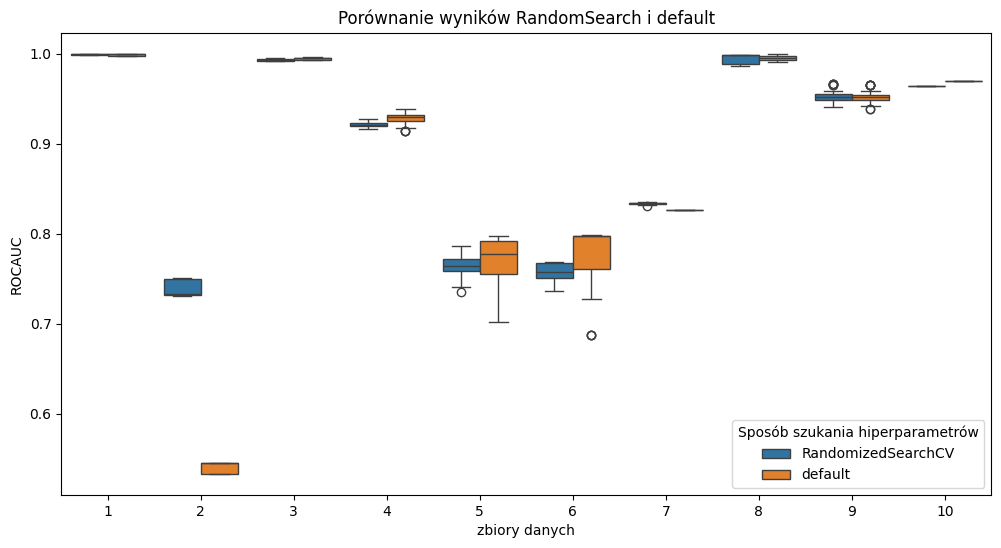 Porównanie wyników RandomSearch i default
ROCAUC
1.0
0.9
0.8
0.7
0.6
1 2 3 4 5 6 7 8 9 10
zbiory danych
Sposób szukania hiperparametrów
RandomizedSearchCV
default